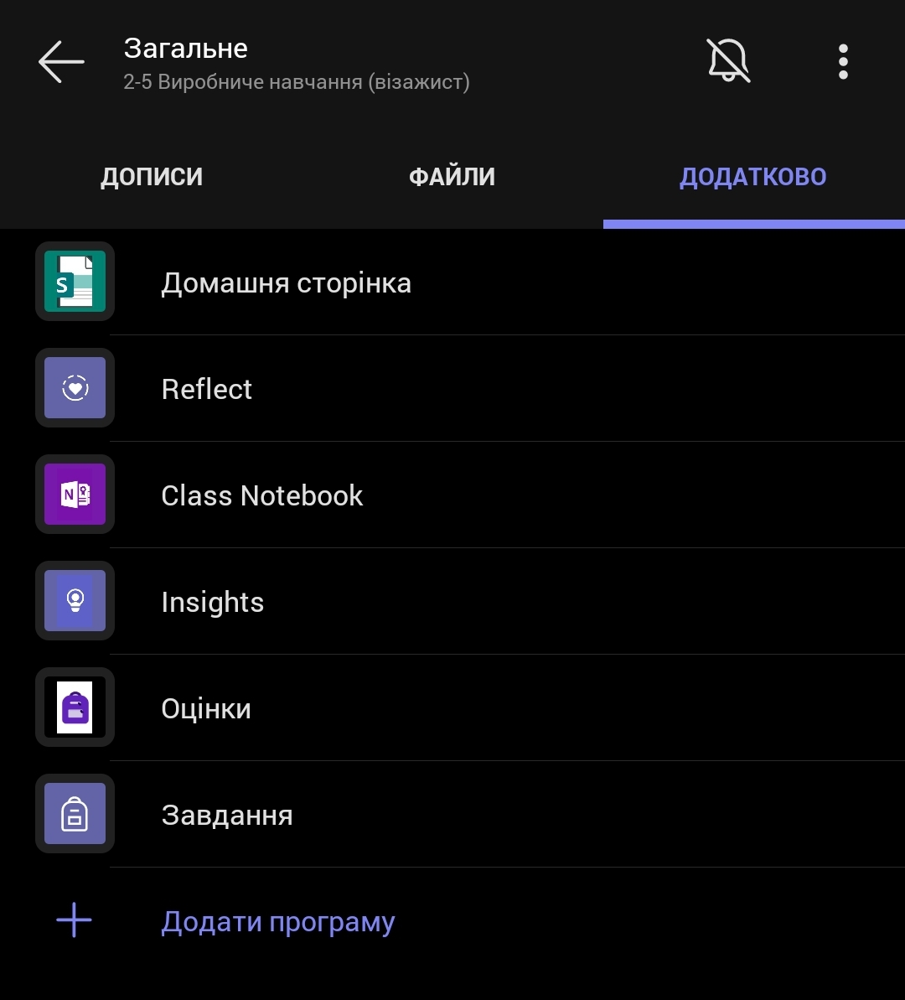 Загальне
2-5 Виробниче навчання (візажист)
ДОПИСИ
ФАЙЛИ
ДОДАТКОВО
S
Домашня сторінка
Reflect
N
Class Notebook
Insights
Оцінки
Завдання
Додати програму